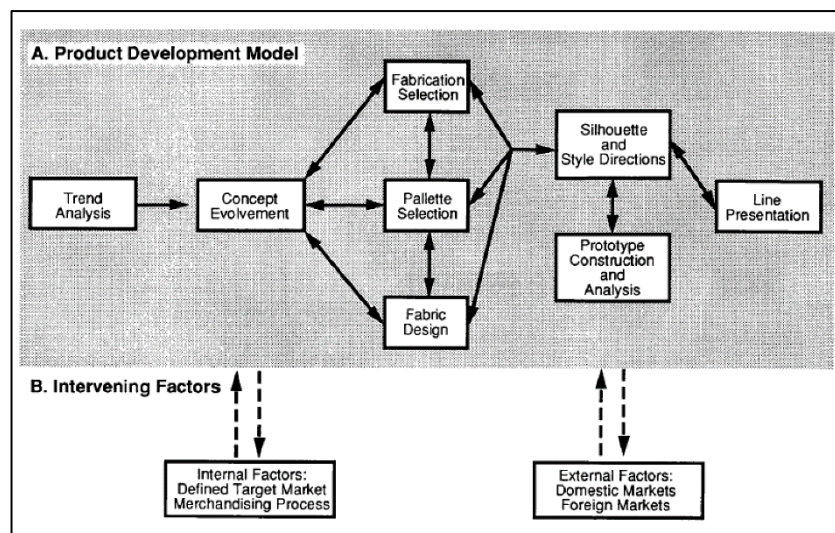 A. Product Development Model
Fabrication
Selection
Silhouette
and
Style Directions
Trend
Analysis
Concept
Evolvement
Pallette
Selection
Line
Presentation
Prototype
Construction
and
Analysis
Fabric
Design
B. Intervening Factors
Internal Factors:
Defined Target Market
Merchandising Process
External Factors:
Domestic Markets
Foreign Markets